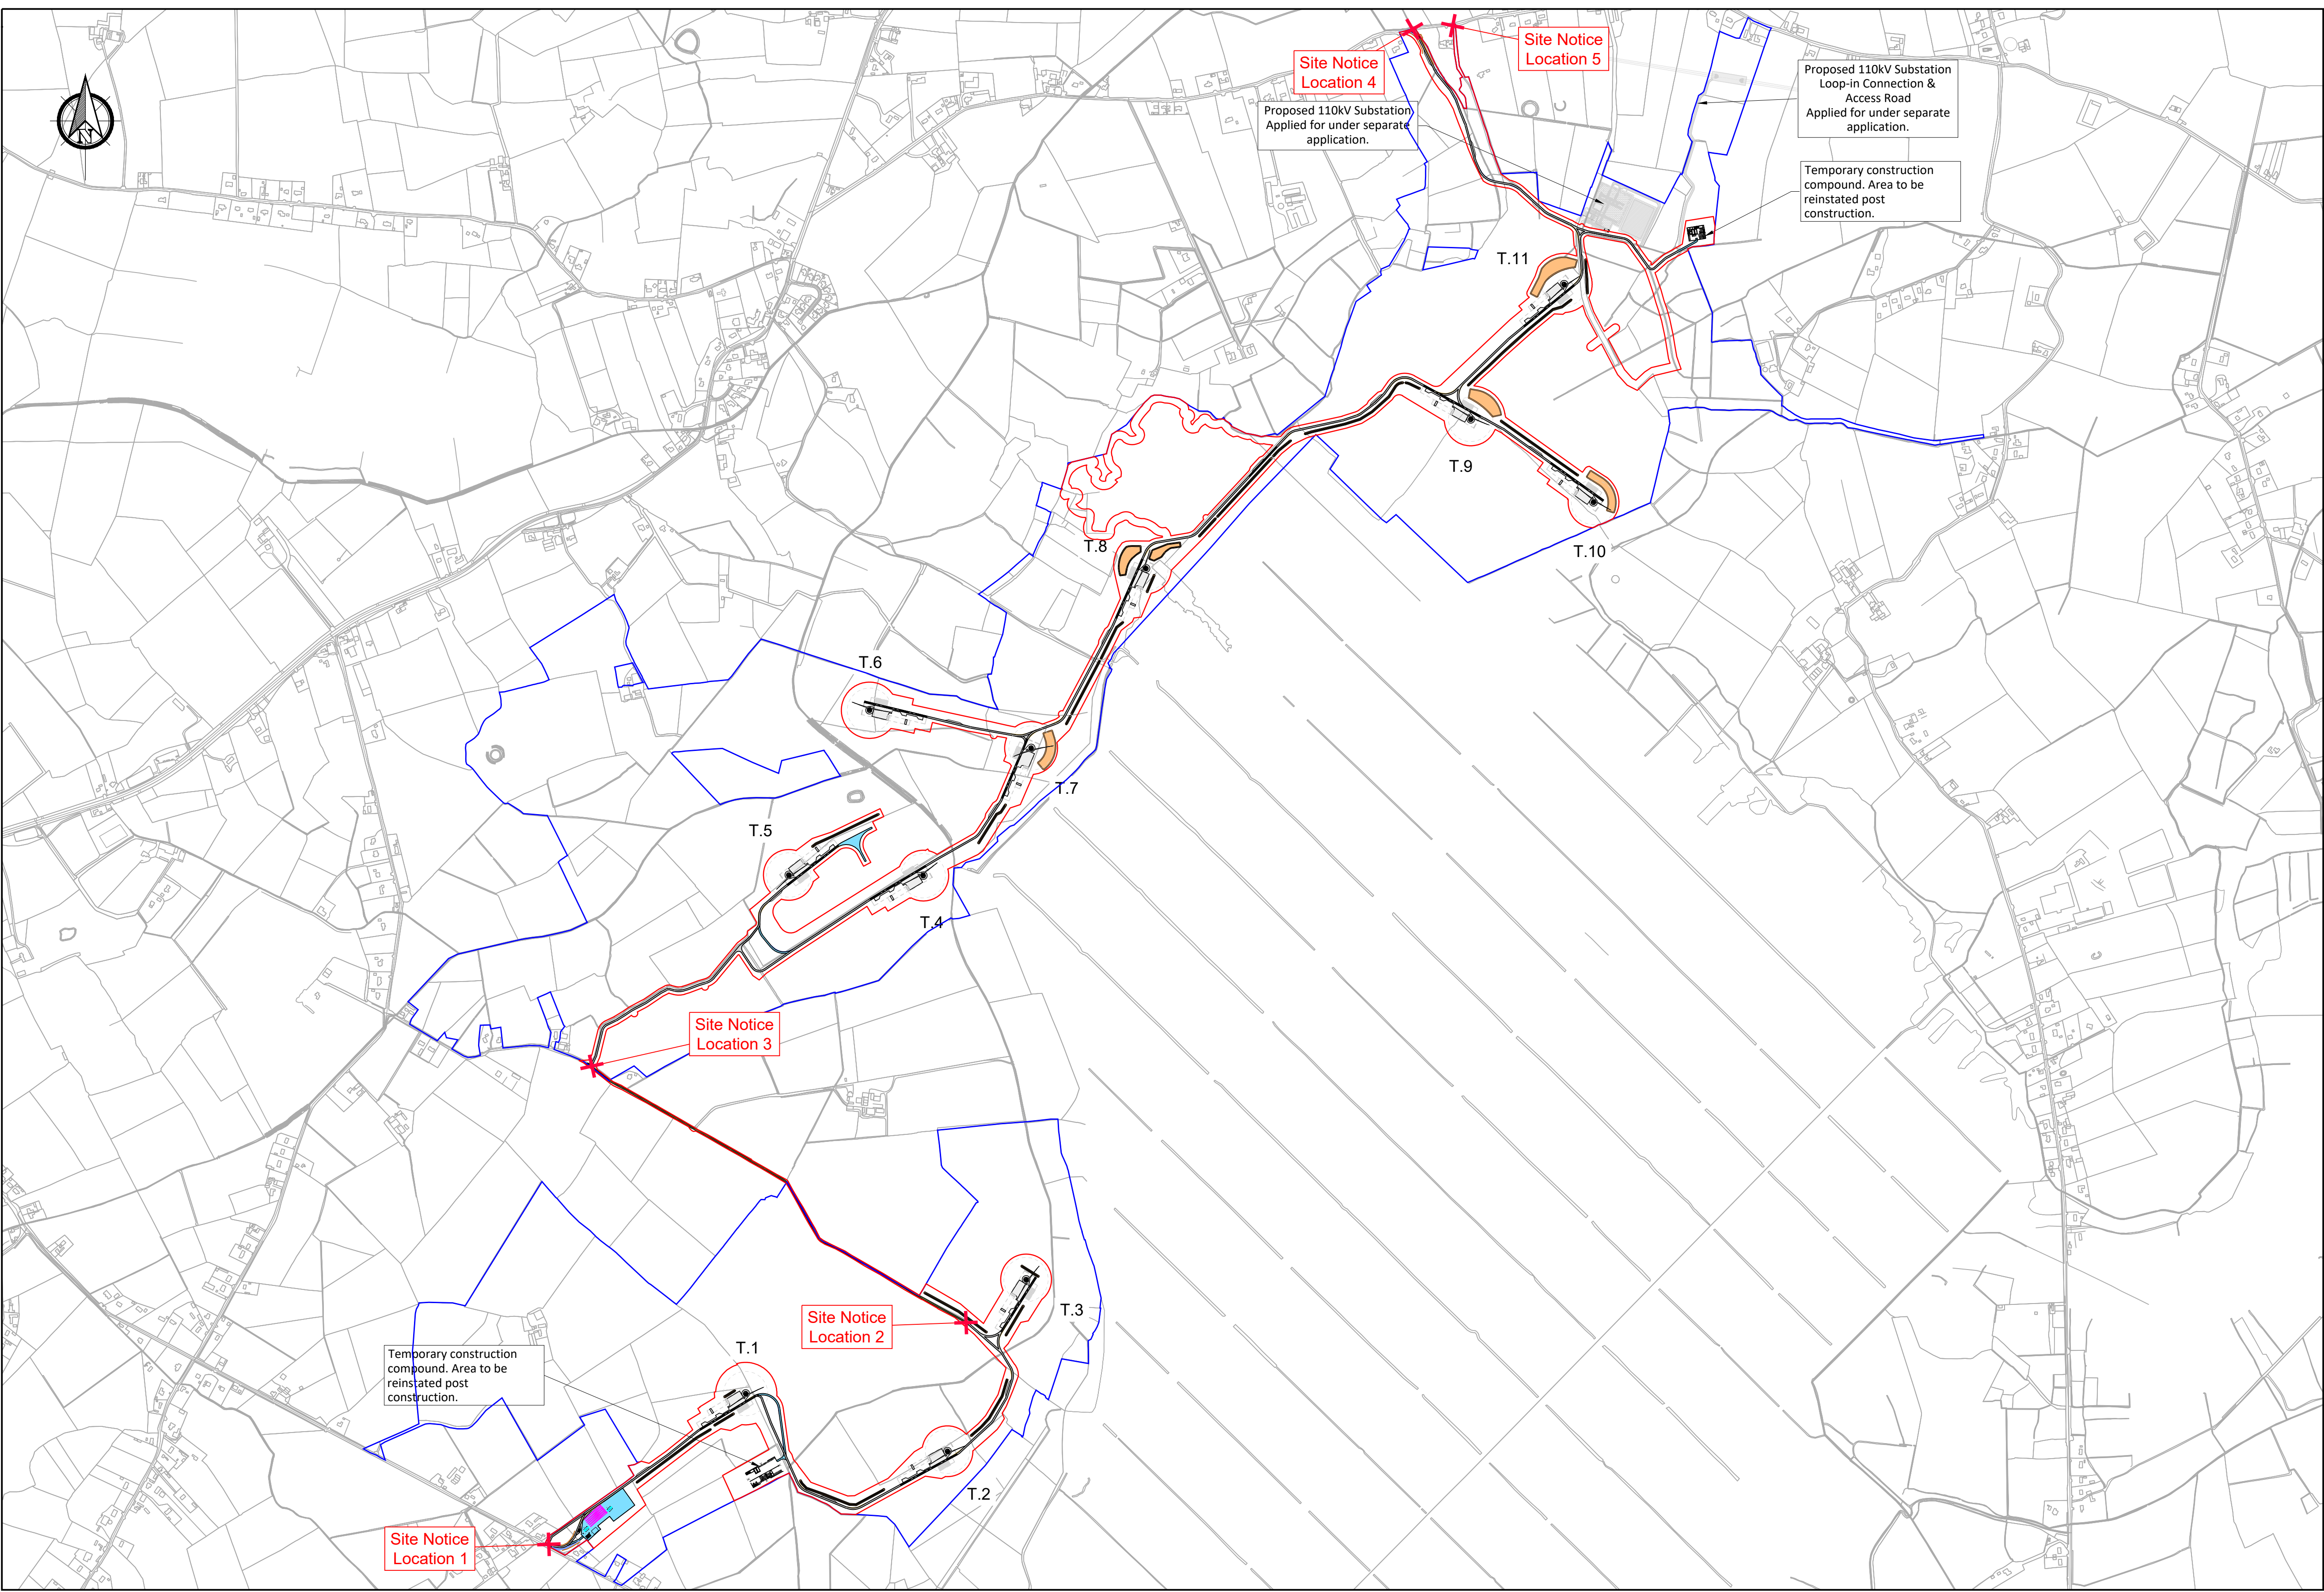 Site Notice
Location 5
Site Notice
Location 4
Proposed 110kV Substation
Loop-in Connection &
Access Road
Applied for under separate
application.
Proposed 110kV Substation
Applied for under separate
application.
N
Temporary construction
compound. Area to be
reinstated post
construction.
T.11
T.9
T.10
T.8
T.6
T.7
T.5
T.4
Site Notice
Location 3
T.3
Site Notice
Location 2
T.1
Temporary construction
compound. Area to be
reinstated post
construction.
T.2
Site Notice
Location 1